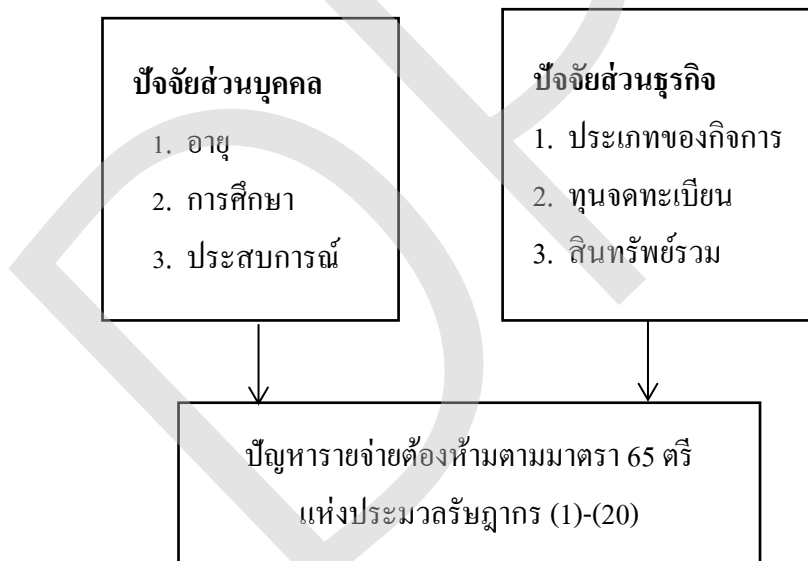 ปัจจัยส่วนบุคคล
1. อายุ
2. การศึกษา
3. ประสบการณ์
ปัจจัยส่วนธุรกิจ
1. ประเภทของกิจการ
2. ทุนจดทะเบียน
3. สินทรัพย์รวม
ปัญหารายจ่ายต้องห้ามตามมาตรา 65 ตรี
แห่งประมวลรัษฎากร (1)-(20)